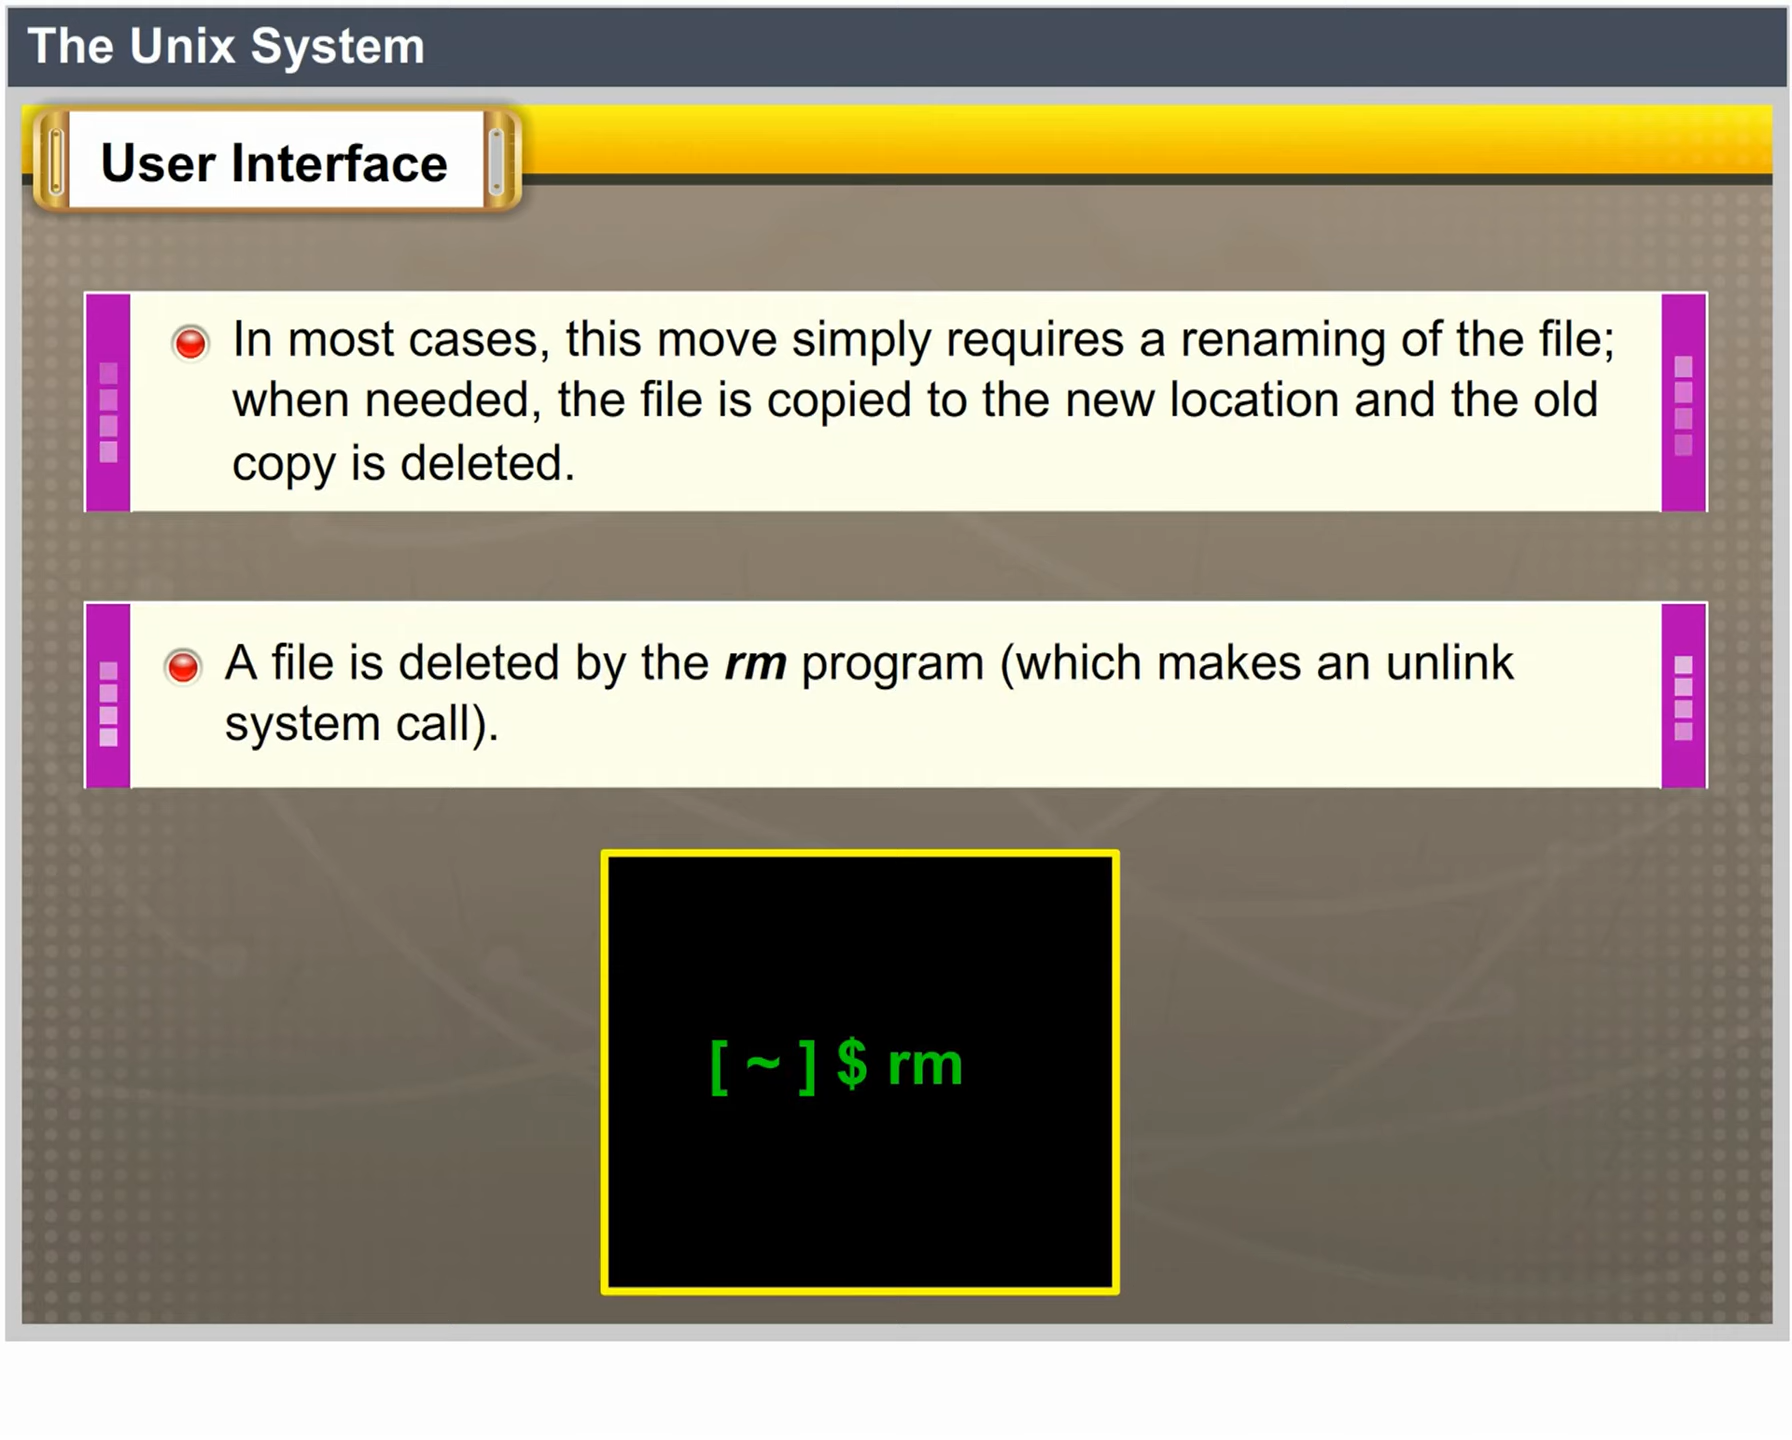 The Unix System
User Interface
In most cases, this move simply requires a renaming of the file;
when needed, the file is copied to the new location and the old
copy is deleted.
A file is deleted by the rm program (which makes an unlink
system call).
[ ~ ] $ rm